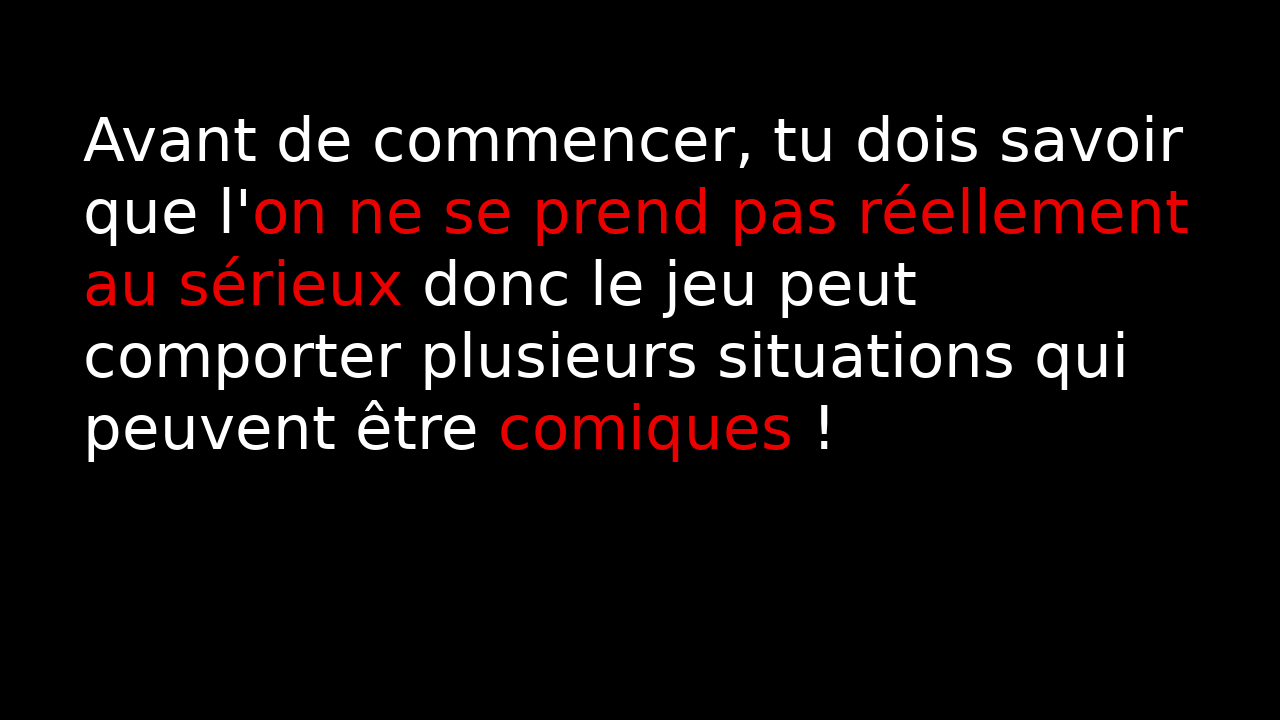 Avant de commencer, tu dois savoir
que l'on ne se prend pas réellement
au sérieux donc le jeu peut
comporter plusieurs situations qui
peuvent être comiques !